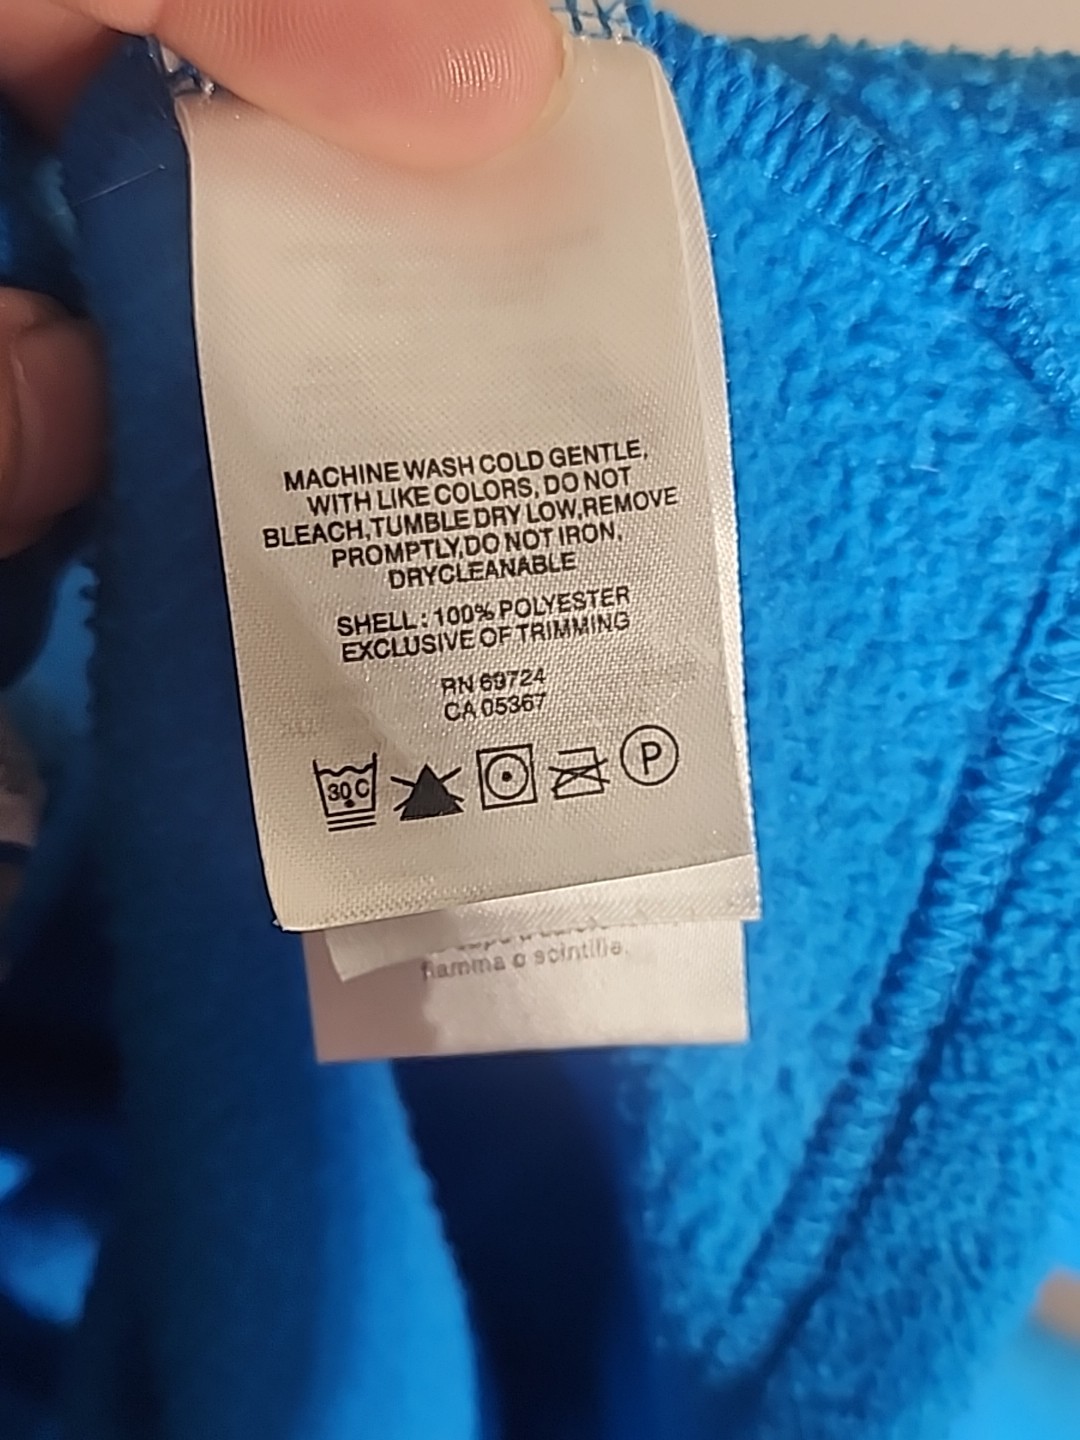 MACHINE WASH COLD GENTLE,
WITH LIKE COLORS, DO NOT
BLEACH,TUMBLE DRY LOW,REMOVE
PROMPTLY,DO NOT IRON,
DRYCLEANABLE
SHELL : 100% POLYESTER
EXCLUSIVE OF TRIMMING
RN 69724
CA 05367
30 C
P
fiamma o scintille.